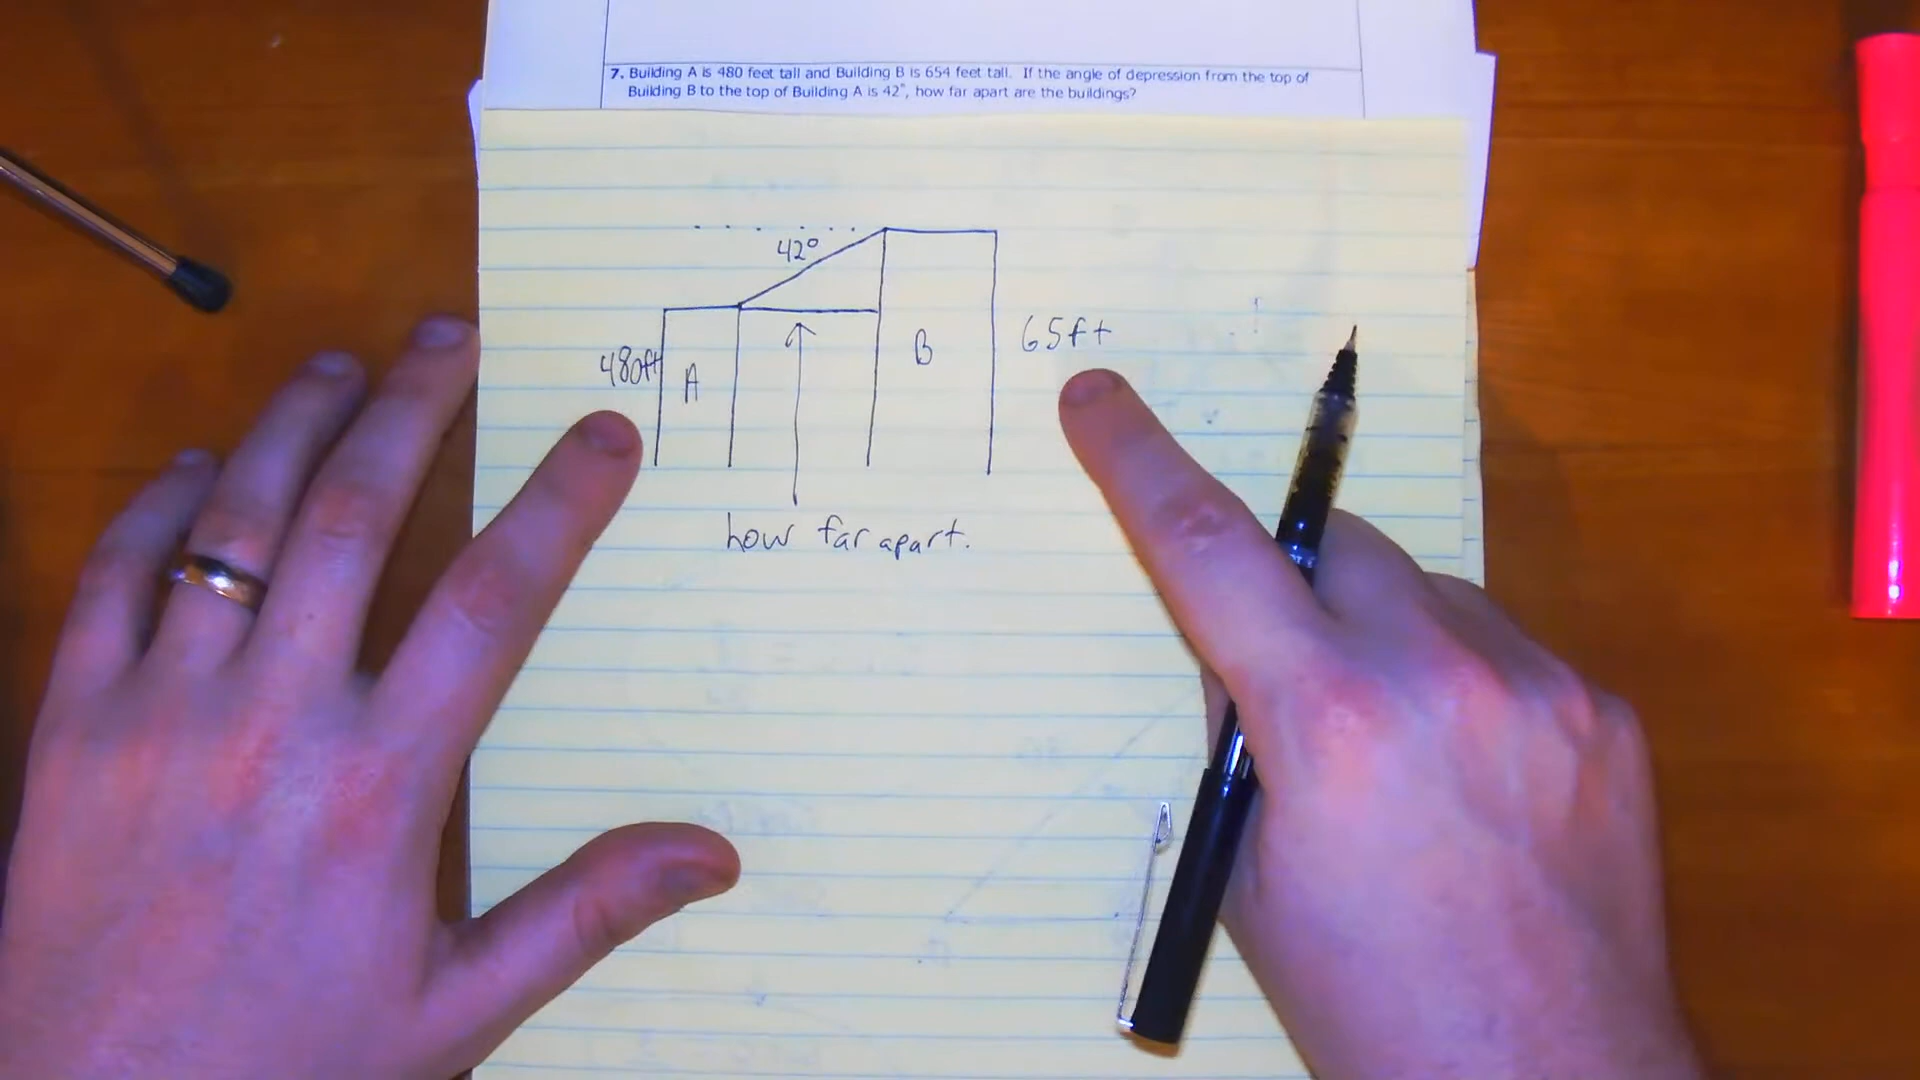 7. Building A is 480 feet tall and Building B is 654 feet tall. If the angle of depression from the top of
Building B to the top of Building A is 42°, how far apart are the buildings?
42°
480ft
A
B
65ft
how far apart.